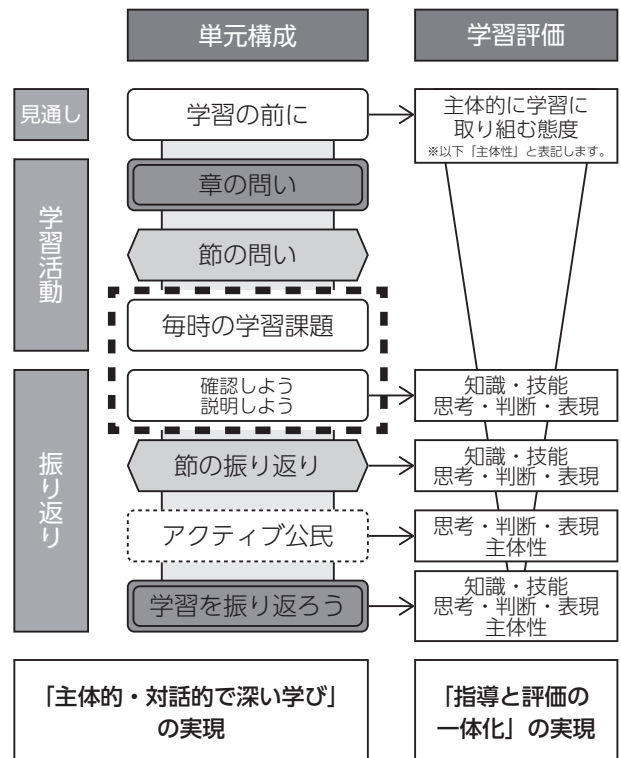 単元構成
学習評価
見通し
学習の前に
主体的に学習に
取り組む態度
※以下「主体性」と表記します。
学習活動
章の問い
節の問い
毎時の学習課題
振り返り
確認しよう
説明しよう
知識・技能
思考・判断・表現
節の振り返り
知識・技能
思考・判断・表現
アクティブ公民
思考・判断・表現
主体性
学習を振り返ろう
知識・技能
思考・判断・表現
主体性
「主体的・対話的で深い学び」
の実現
「指導と評価の
一体化」の実現